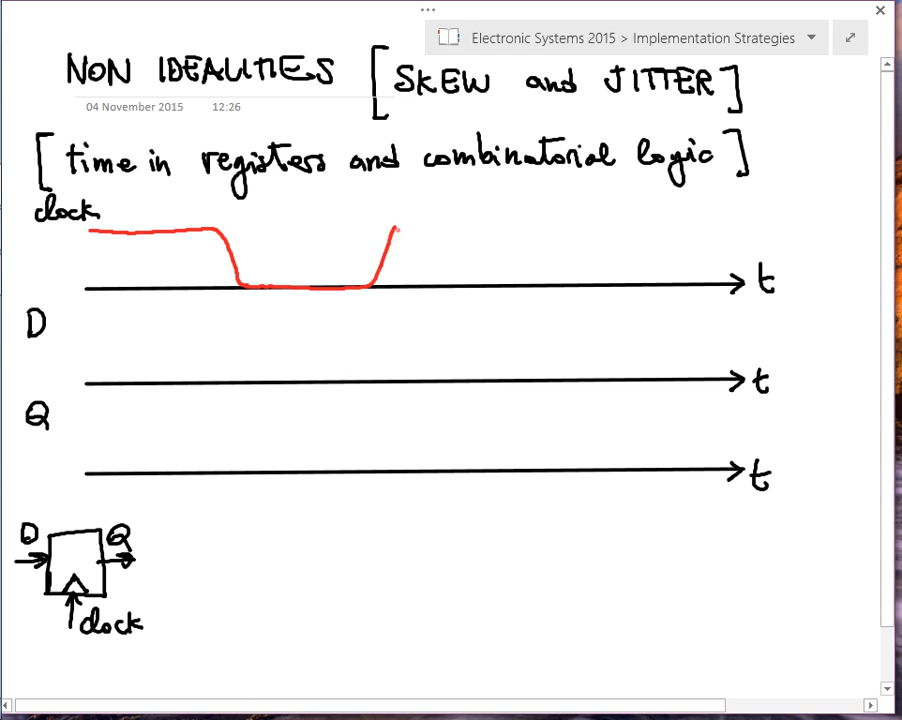 Electronic Systems 2015 > Implementation Strategies
NON IDEALITIES [SKEW and JITTER]
04 November 2015 12:26
[time in registers and combinatorial logic]
clock
t
D
t
Q
t
D Q
clock